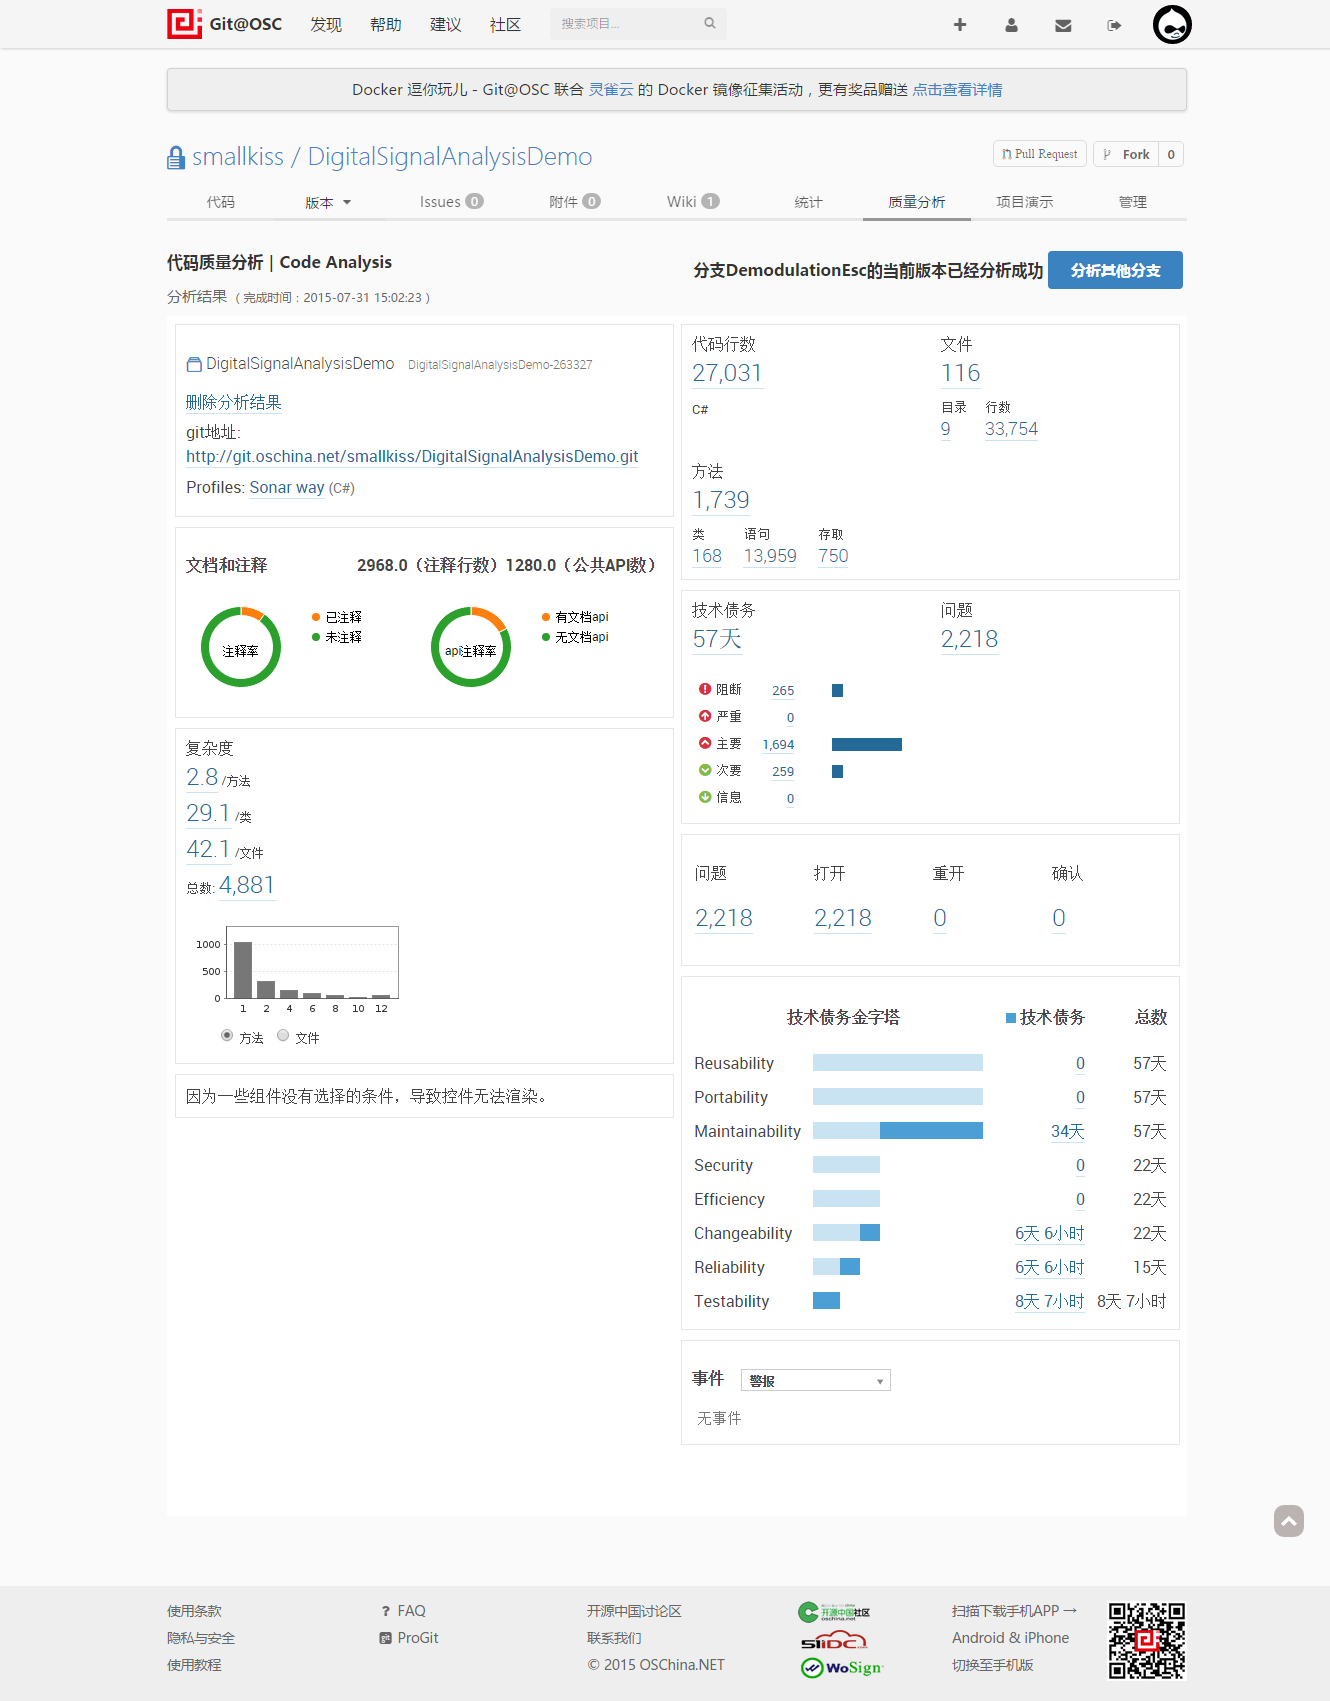 Git@OSC 发现 帮助 建议 社区 搜索项目...
Docker 逗你玩儿 - Git@OSC 联合 灵雀云 的 Docker 镜像征集活动，更有奖品赠送 点击查看详情
smallkiss / DigitalSignalAnalysisDemo
Pull Request Fork 0
代码 版本 Issues 0 附件 0 Wiki 1 统计 质量分析 项目演示 管理
代码质量分析 | Code Analysis
分支DemodulationEsc的当前版本已经分析成功 分析其他分支
分析结果（完成时间：2015-07-31 15:02:23）
DigitalSignalAnalysisDemo DigitalSignalAnalysisDemo-263327
删除分析结果
git地址:
http://git.oschina.net/smallkiss/DigitalSignalAnalysisDemo.git
Profiles: Sonar way (C#)
文档和注释 2968.0（注释行数）1280.0（公共API数）
注释率
已注释
未注释
api注释率
有文档api
无文档api
复杂度
2.8 /方法
29.1 /类
42.1 /文件
总数: 4,881
1000
500
0
1 2 4 6 8 10 12
方法 文件
因为一些组件没有选择的条件，导致控件无法渲染。
代码行数 文件
27,031 116
C# 目录 行数
9 33,754
方法
1,739
类 语句 存取
168 13,959 750
技术债务 问题
57天 2,218
阻断 265
严重 0
主要 1,694
次要 259
信息 0
问题 打开 重开 确认
2,218 2,218 0 0
技术债务金字塔 技术债务 总数
Reusability 0 57天
Portability 0 57天
Maintainability 34天 57天
Security 0 22天
Efficiency 0 22天
Changeability 6天 6小时 22天
Reliability 6天 6小时 15天
Testability 8天 7小时 8天 7小时
事件 警报
无事件
使用条款 ? FAQ 开源中国讨论区 开源中国社区 oschina.net 扫描下载手机APP →
隐私与安全 git ProGit 联系我们 SIIDC.com Android & iPhone
使用教程 © 2015 OSChina.NET WoSign 切换至手机版